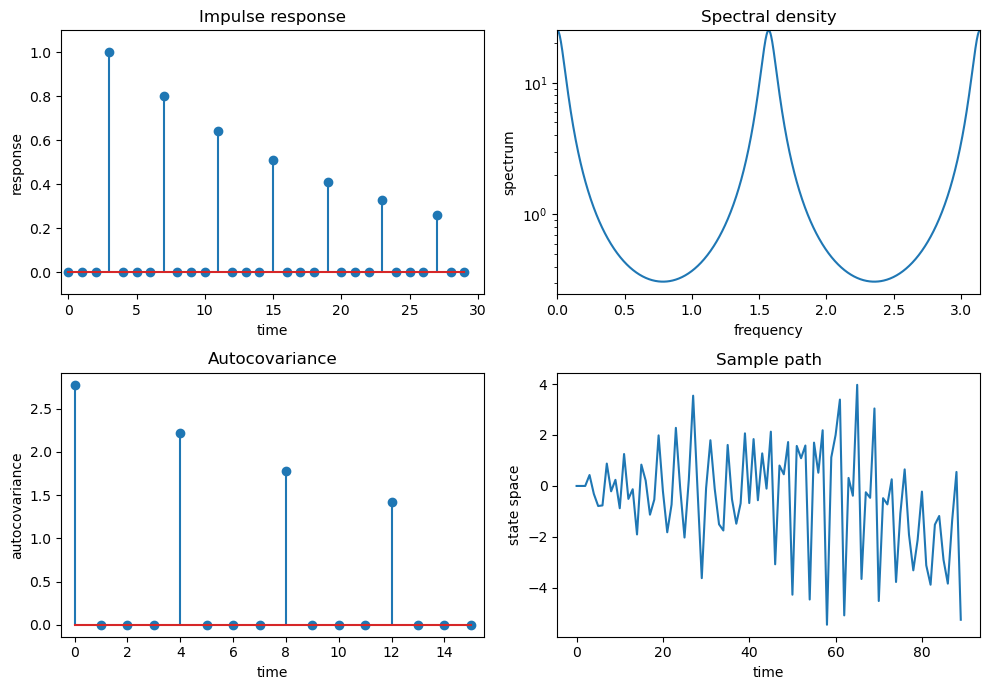 Impulse response
1.0
0.8
0.6
0.4
0.2
0.0
response
0 5 10 15 20 25 30
time
Spectral density
10^1
10^0
spectrum
0.0 0.5 1.0 1.5 2.0 2.5 3.0
frequency
Autocovariance
2.5
2.0
1.5
1.0
0.5
0.0
autocovariance
0 2 4 6 8 10 12 14
time
Sample path
4
2
0
−2
−4
state space
0 20 40 60 80
time